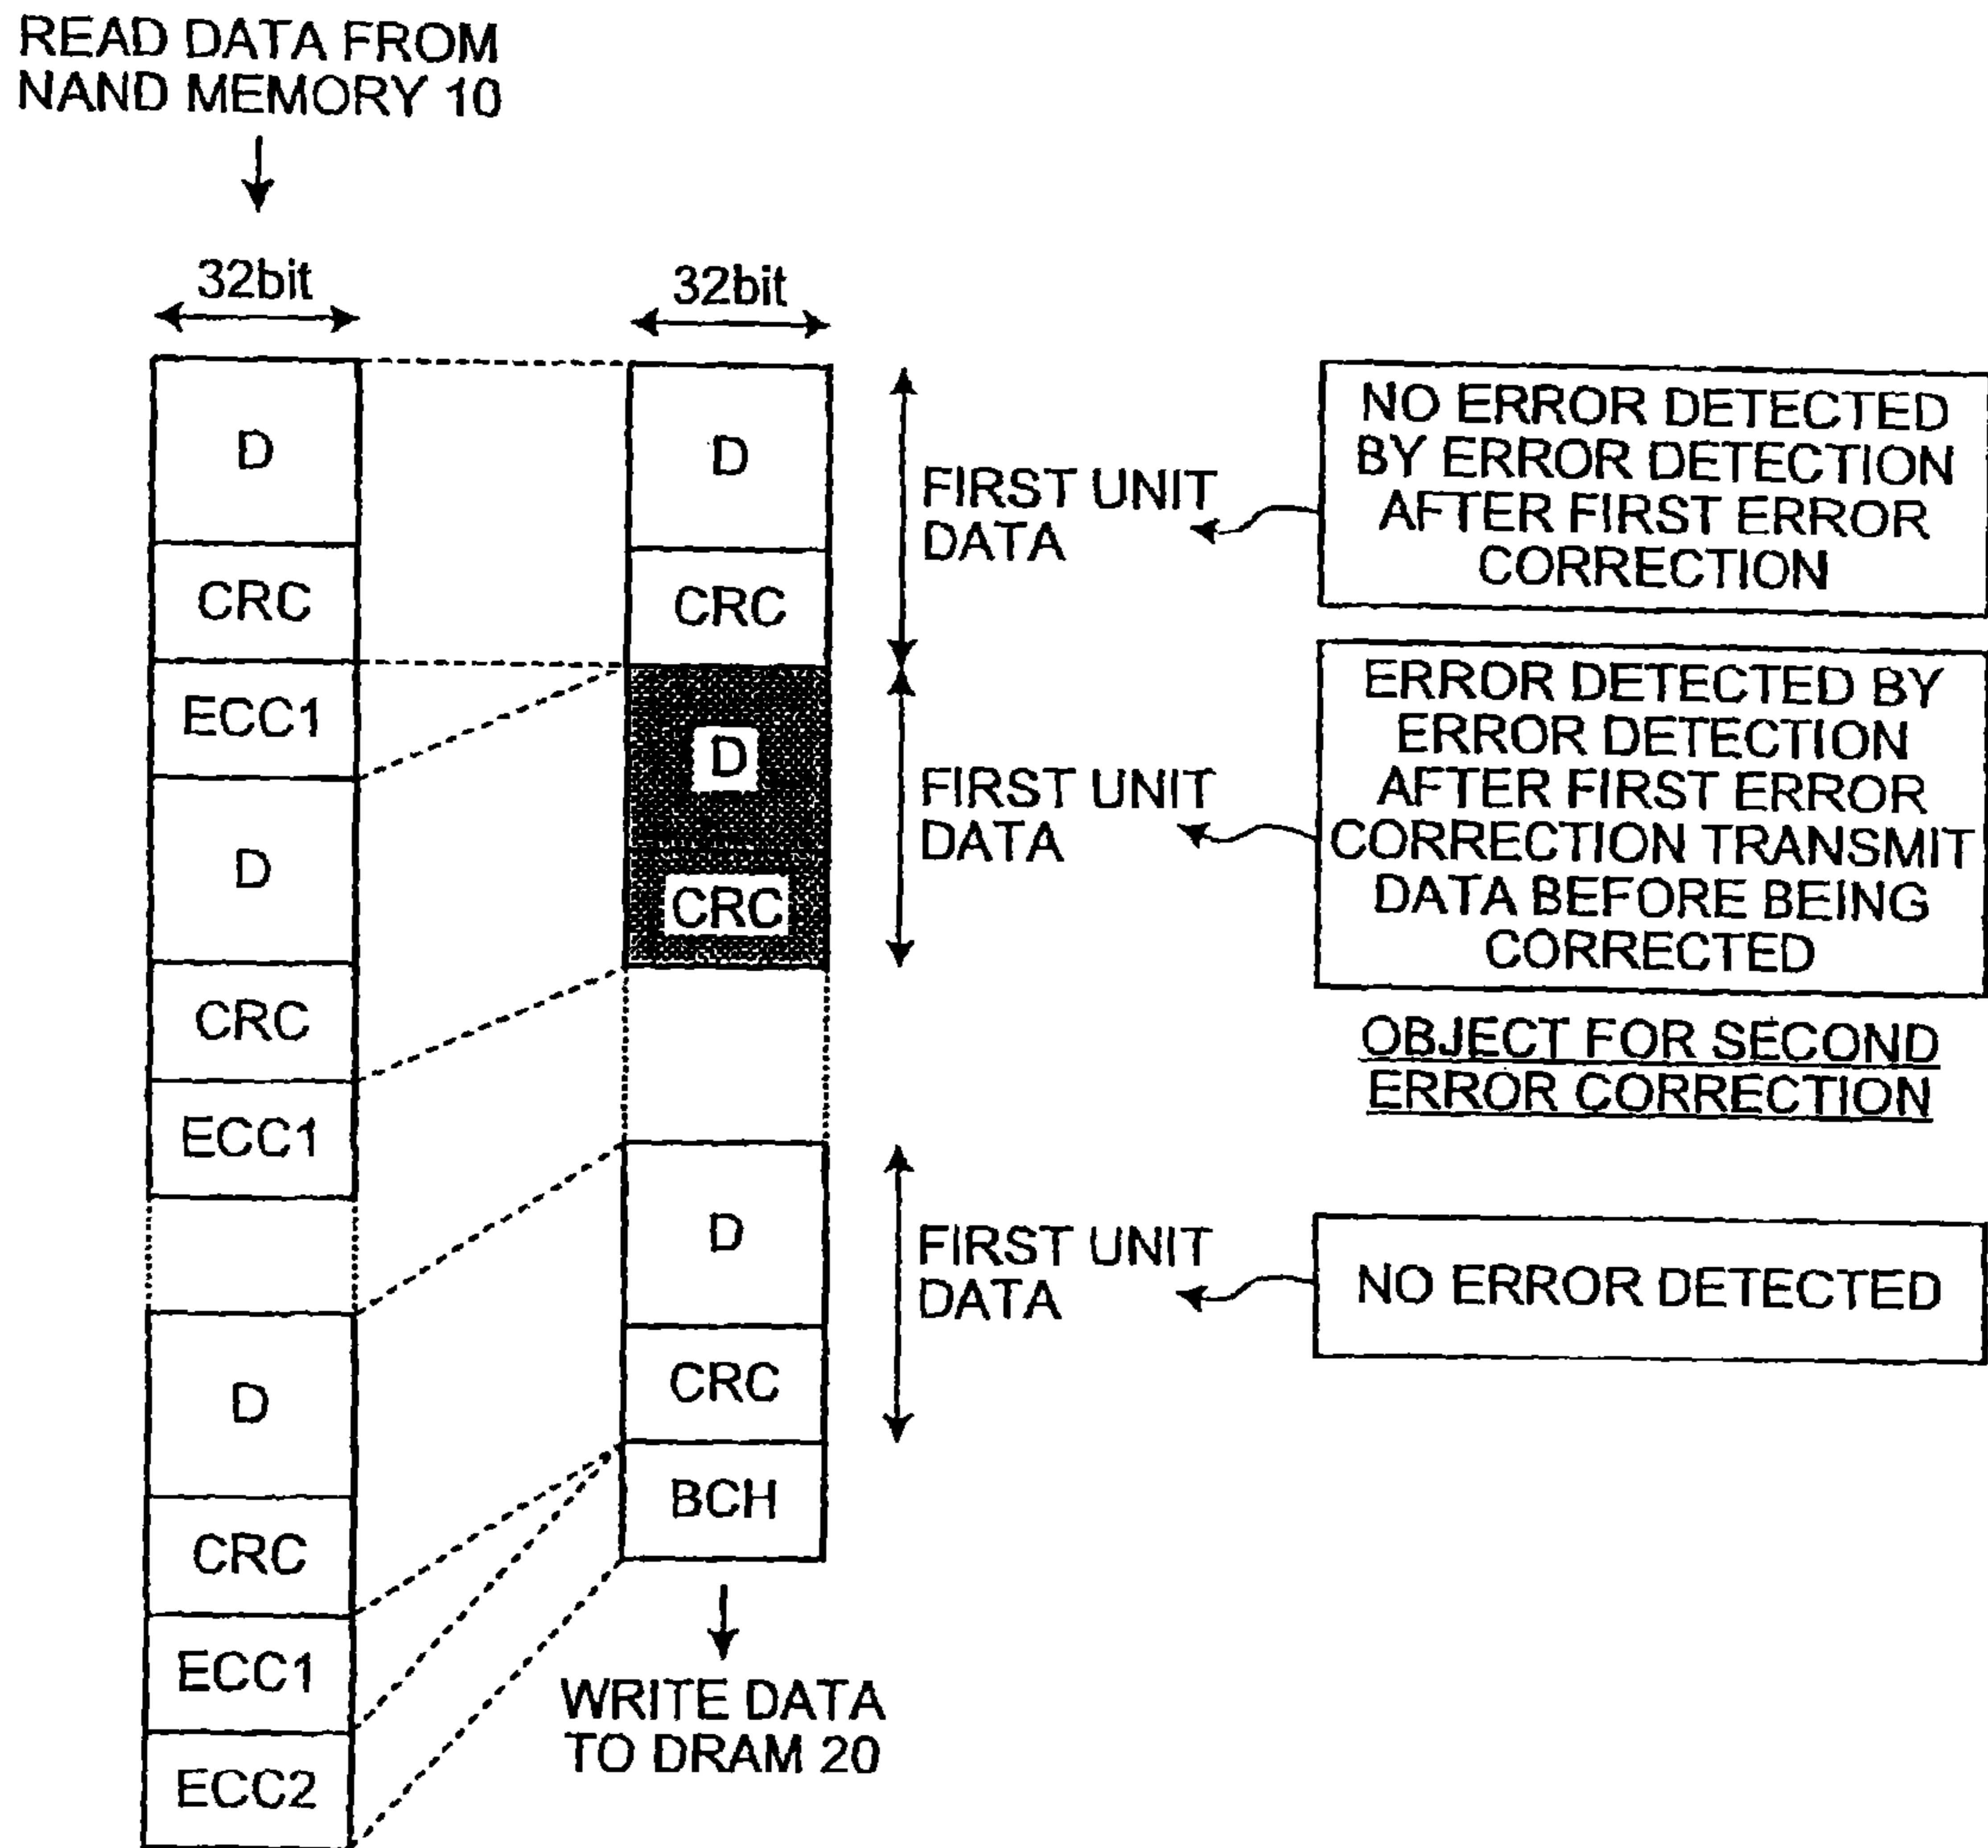 READ DATA FROM
NAND MEMORY 10
32bit
D
CRC
ECC1
D
CRC
ECC1
D
CRC
ECC1
ECC2
32bit
D
CRC
D
CRC
D
CRC
BCH
WRITE DATA
TO DRAM 20
FIRST UNIT
DATA
FIRST UNIT
DATA
FIRST UNIT
DATA
NO ERROR DETECTED
BY ERROR DETECTION
AFTER FIRST ERROR
CORRECTION
ERROR DETECTED BY
ERROR DETECTION
AFTER FIRST ERROR
CORRECTION TRANSMIT
DATA BEFORE BEING
CORRECTED
OBJECT FOR SECOND
ERROR CORRECTION
NO ERROR DETECTED